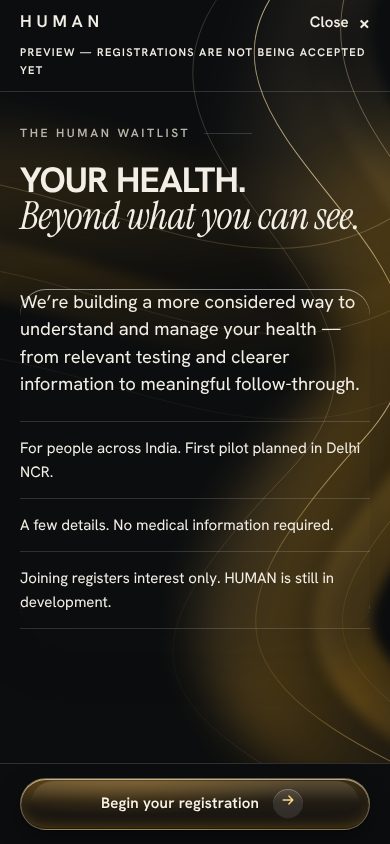 HUMAN
Close ×
PREVIEW — REGISTRATIONS ARE NOT BEING ACCEPTED
YET
THE HUMAN WAITLIST
YOUR HEALTH.
Beyond what you can see.
We’re building a more considered way to
understand and manage your health —
from relevant testing and clearer
information to meaningful follow-through.
For people across India. First pilot planned in Delhi
NCR.
A few details. No medical information required.
Joining registers interest only. HUMAN is still in
development.
Begin your registration →